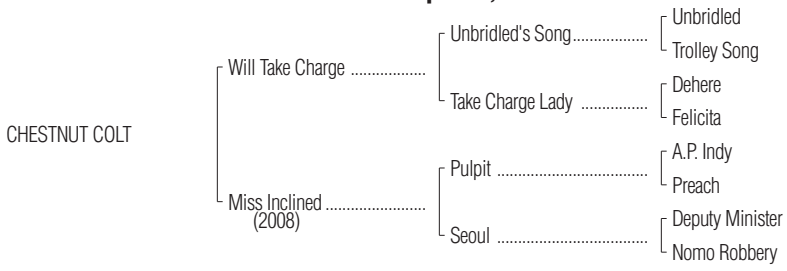 Unbridled
Unbridled's Song..................
Trolley Song
Will Take Charge ..................
Dehere
Take Charge Lady ................
Felicita
CHESTNUT COLT
A.P. Indy
Pulpit ....................................
Preach
Miss Inclined ........................
(2008)
Deputy Minister
Seoul ....................................
Nomo Robbery